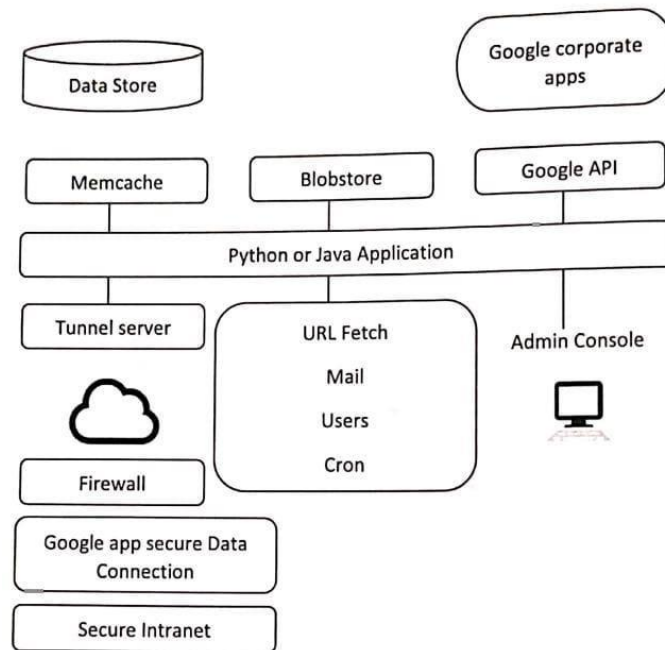 Data Store
Google corporate
apps
Memcache
Blobstore
Google API
Python or Java Application
Tunnel server
URL Fetch
Mail
Users
Cron
Admin Console
Firewall
Google app secure Data
Connection
Secure Intranet